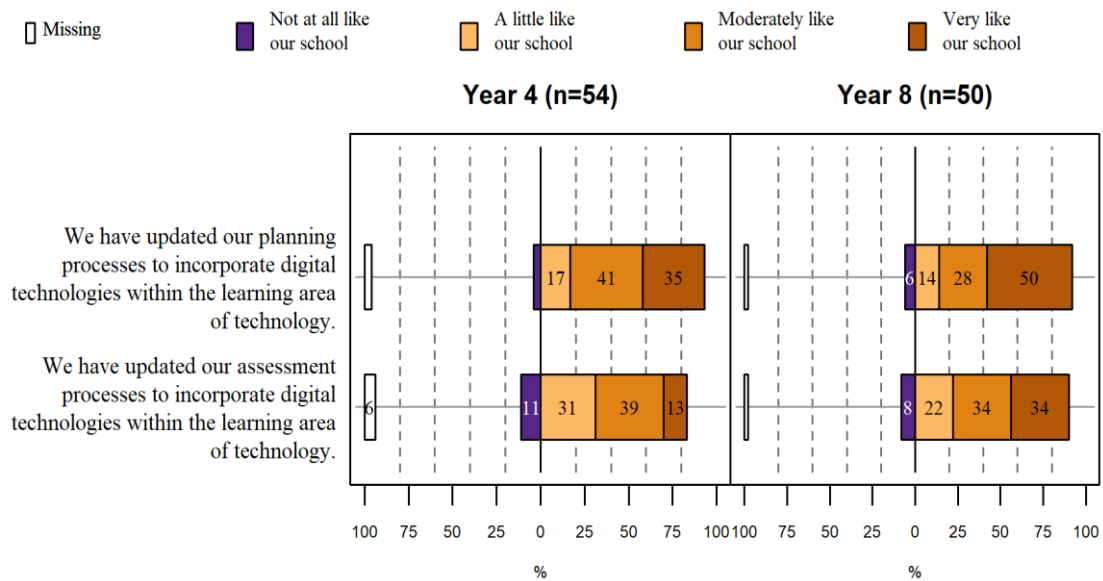 Missing
Not at all like
our school
A little like
our school
Moderately like
our school
Very like
our school
Year 4 (n=54)
Year 8 (n=50)
We have updated our planning
processes to incorporate digital
technologies within the learning area
of technology.
17 41 35
6 14 28 50
We have updated our assessment
processes to incorporate digital
technologies within the learning area
of technology.
6 11 31 39 13
8 22 34 34
100 75 50 25 0 25 50 75 100
100 75 50 25 0 25 50 75 100
%
%